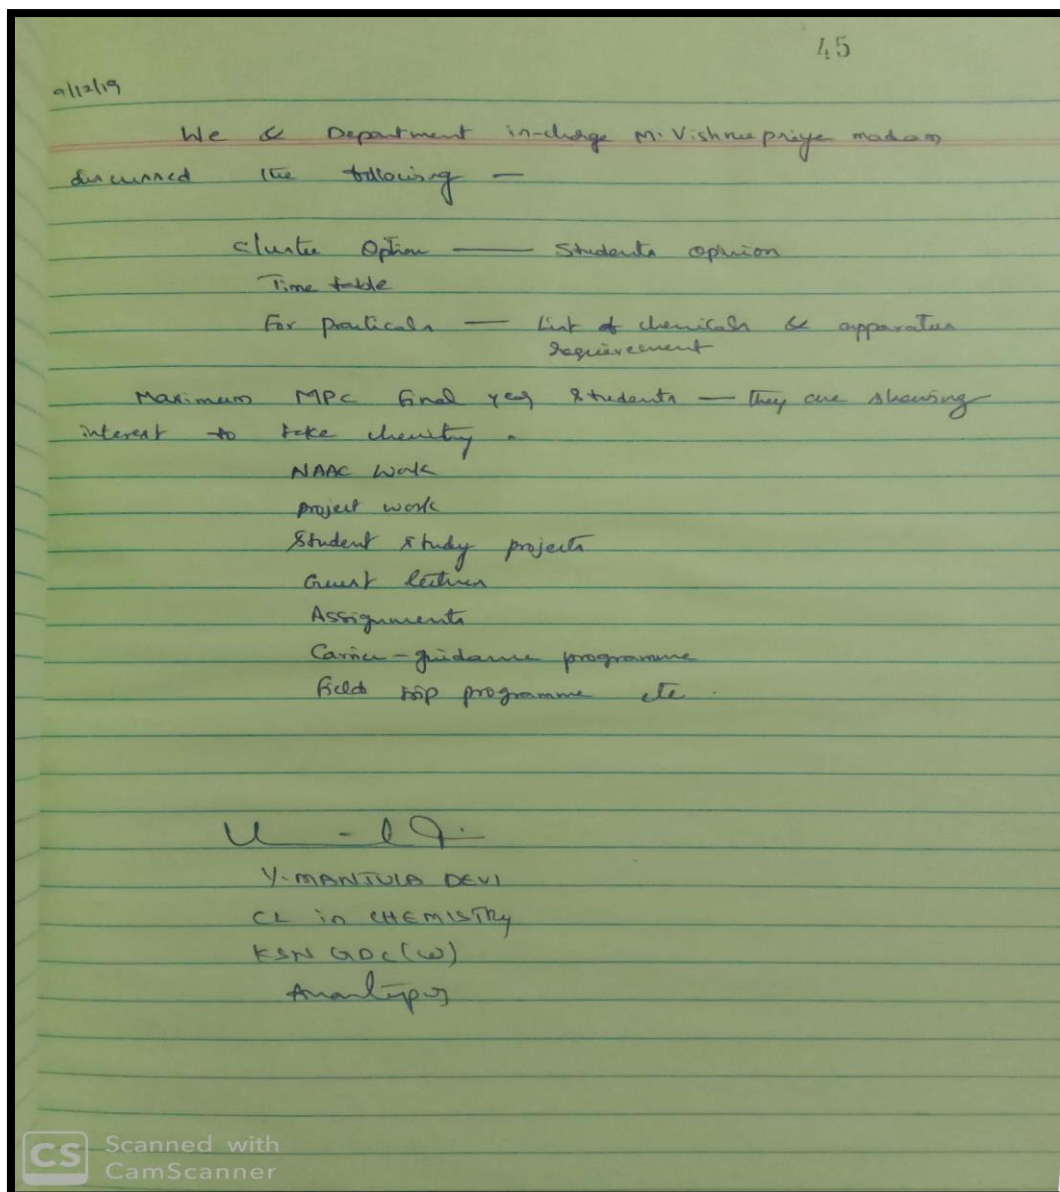 45
9/12/19
We & Department in-charge M. Vishnupriya madam
discussed the following —
Cluster Option — Students opinion
Time table
For practicals — List of chemicals & apparatus
requirement
Maximum MPC final year students — they are showing
interest to take chemistry.
NAAC Work
project work
Student study projects
Guest lectures
Assignments
Carrier-guidance programme
field trip programme etc.
Y. MANJULA DEVI
CL in CHEMISTRY
KSN GDC(W)
Anantapur
CS Scanned with
CamScanner